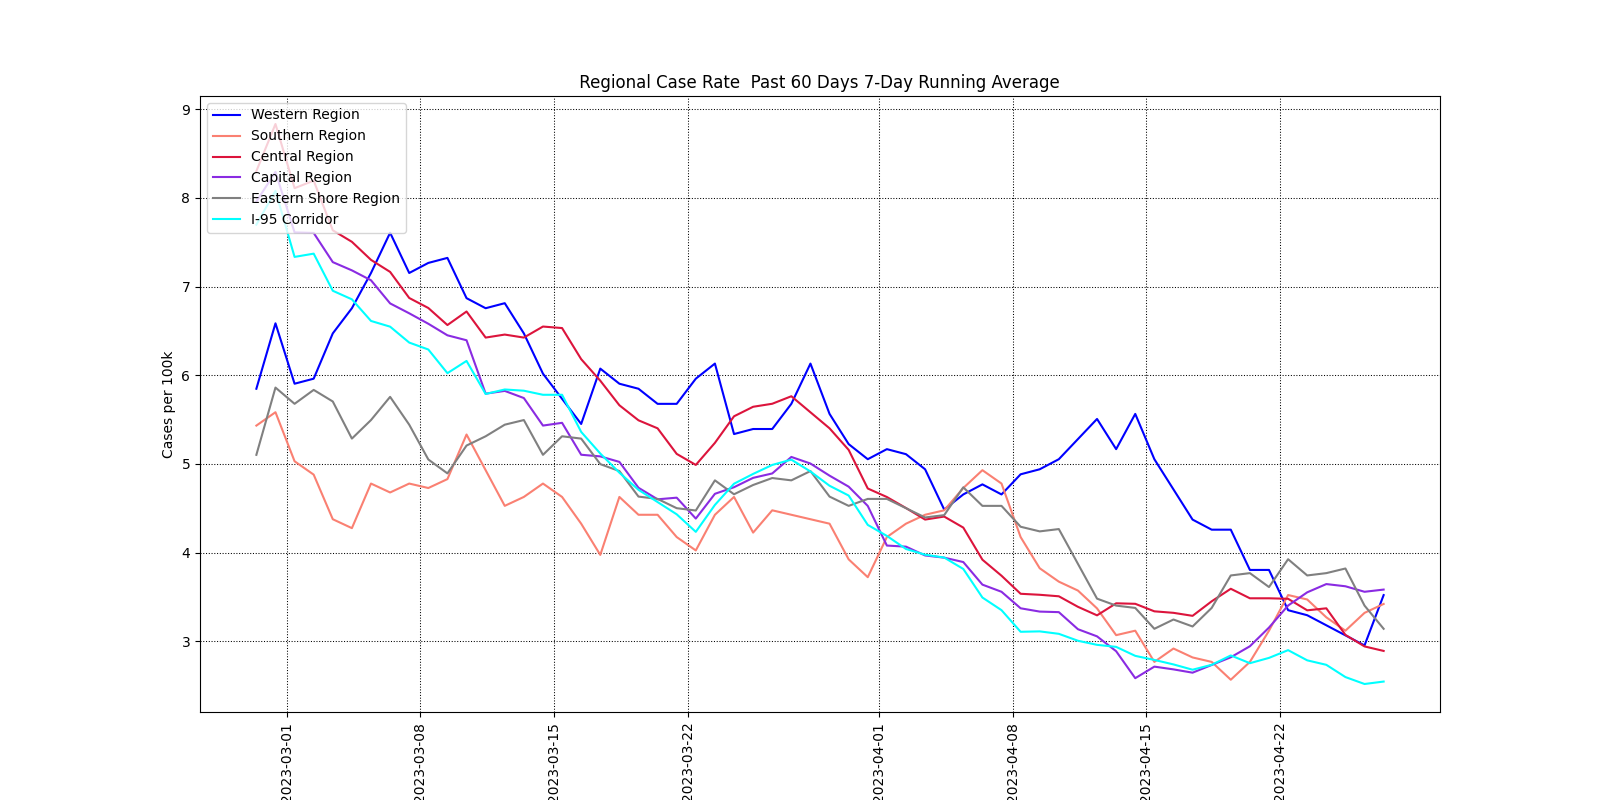 Regional Case Rate  Past 60 Days 7-Day Running Average
9
8
7
6
5
4
3
Cases per 100k
Western Region
Southern Region
Central Region
Capital Region
Eastern Shore Region
I-95 Corridor
2023-03-01
2023-03-08
2023-03-15
2023-03-22
2023-04-01
2023-04-08
2023-04-15
2023-04-22